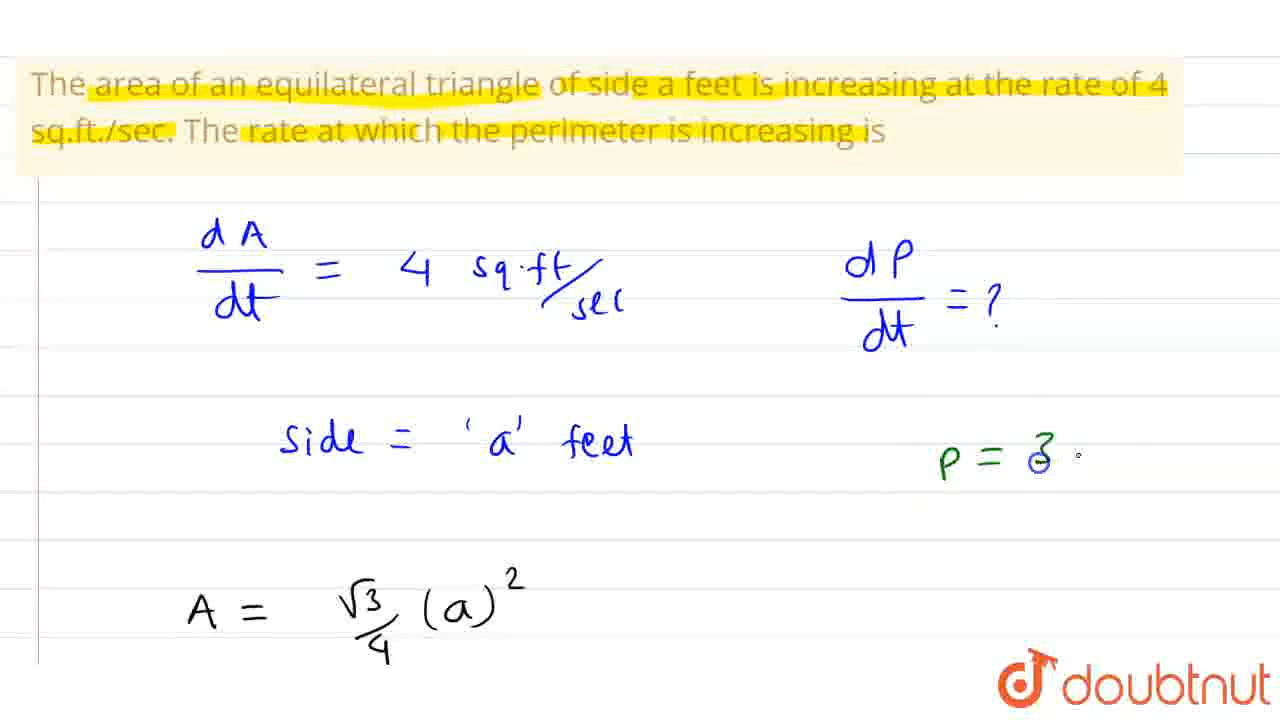 The area of an equilateral triangle of side a feet is increasing at the rate of 4
sq.ft./sec. The rate at which the perimeter is increasing is
dA/dt = 4 sq.ft/sec
dP/dt = ?
side = 'a' feet
P = 3
A = √3/4 (a)²
doubtnut